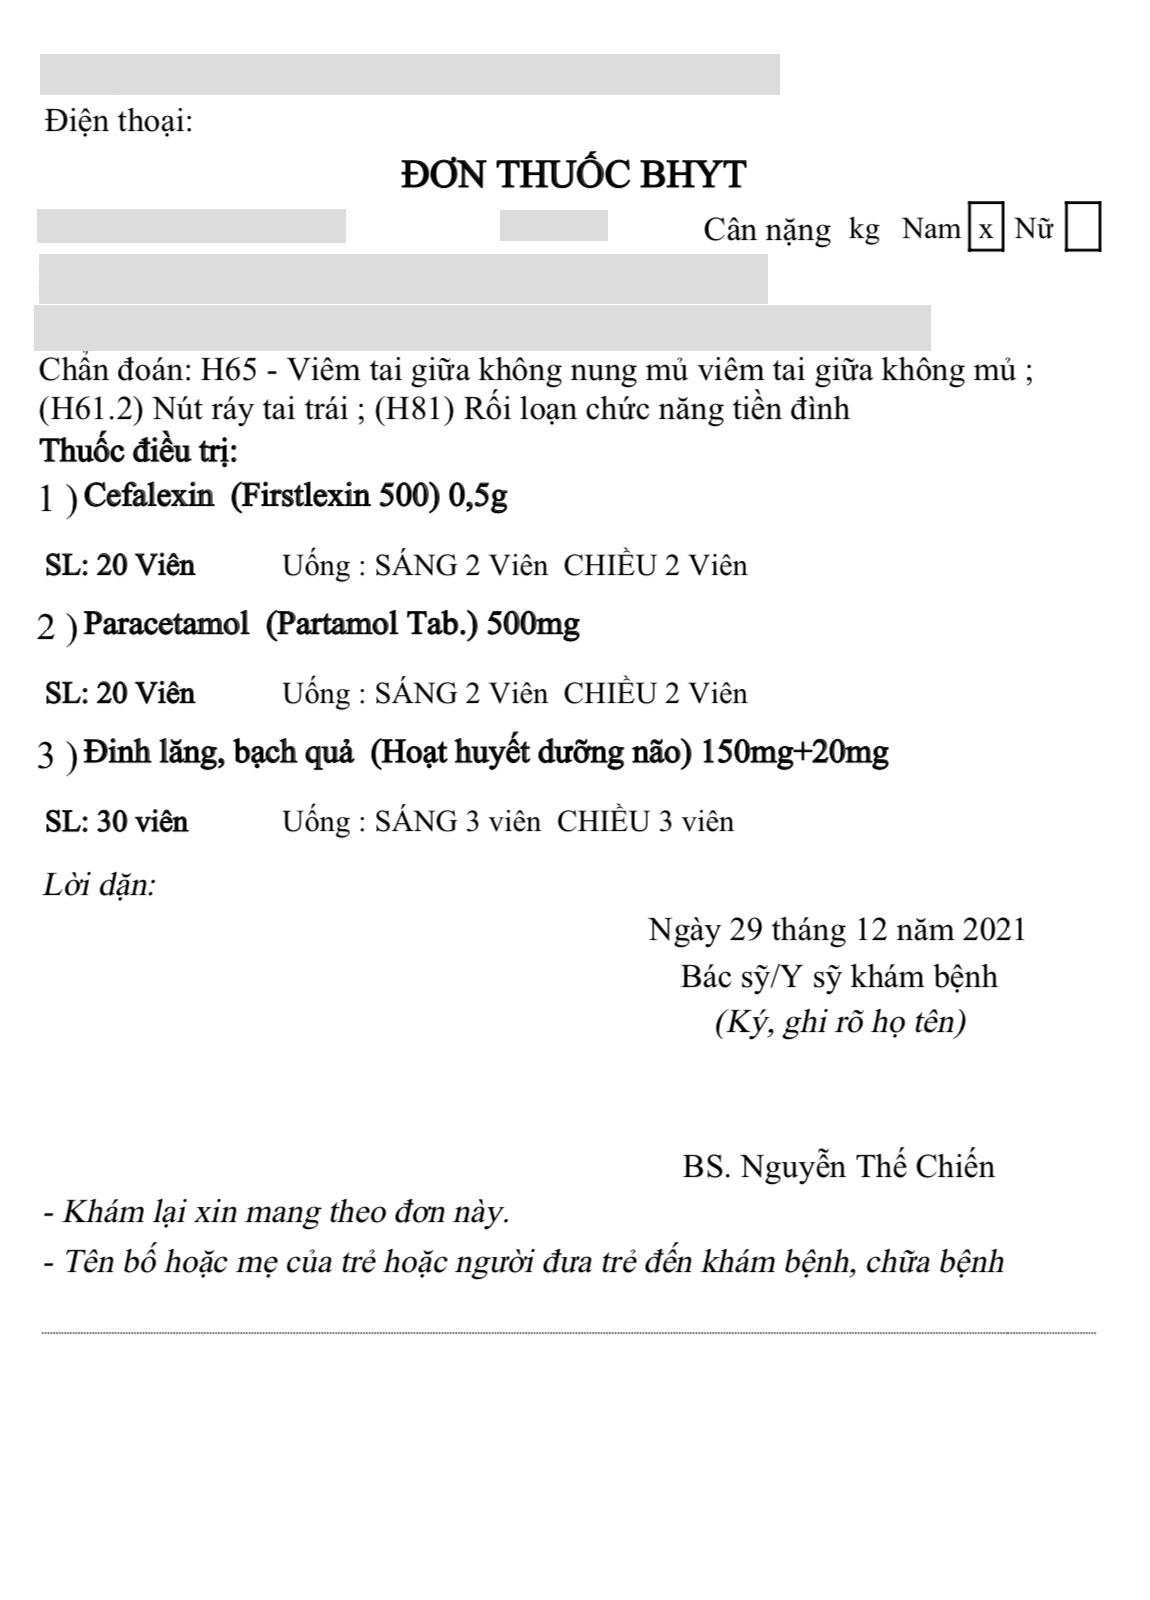 Điện thoại:
ĐƠN THUỐC BHYT
Cân nặng kg Nam x Nữ
Chẩn đoán: H65 - Viêm tai giữa không nung mủ viêm tai giữa không mủ ;
(H61.2) Nút ráy tai trái ; (H81) Rối loạn chức năng tiền đình
Thuốc điều trị:
1 ) Cefalexin (Firstlexin 500) 0,5g
SL: 20 Viên Uống : SÁNG 2 Viên CHIỀU 2 Viên
2 ) Paracetamol (Partamol Tab.) 500mg
SL: 20 Viên Uống : SÁNG 2 Viên CHIỀU 2 Viên
3 ) Đinh lăng, bạch quả (Hoạt huyết dưỡng não) 150mg+20mg
SL: 30 viên Uống : SÁNG 3 viên CHIỀU 3 viên
Lời dặn:
Ngày 29 tháng 12 năm 2021
Bác sỹ/Y sỹ khám bệnh
(Ký, ghi rõ họ tên)
BS. Nguyễn Thế Chiến
- Khám lại xin mang theo đơn này.
- Tên bố hoặc mẹ của trẻ hoặc người đưa trẻ đến khám bệnh, chữa bệnh